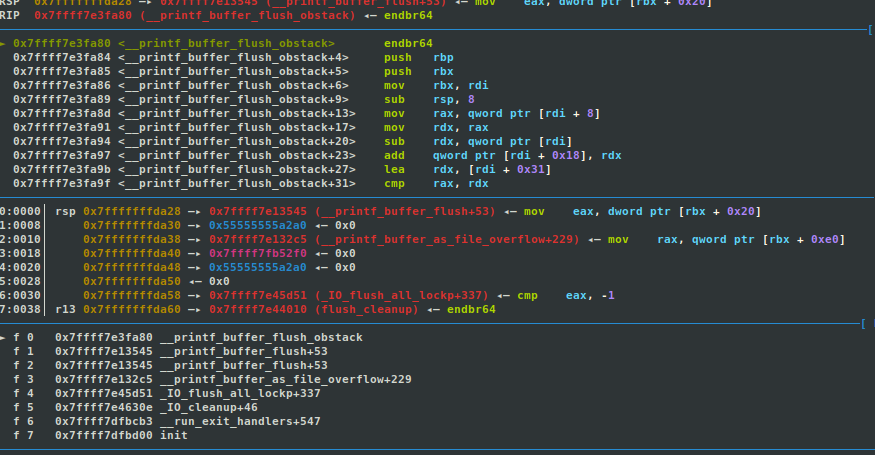 RSP 0x7fffffffda28 —▸ 0x7ffff7e13545 (__printf_buffer_flush+53) ◂— mov eax, dword ptr [rbx + 0x20]
RIP 0x7ffff7e3fa80 (__printf_buffer_flush_obstack) ◂— endbr64
► 0x7ffff7e3fa80 <__printf_buffer_flush_obstack> endbr64
0x7ffff7e3fa84 <__printf_buffer_flush_obstack+4> push rbp
0x7ffff7e3fa85 <__printf_buffer_flush_obstack+5> push rbx
0x7ffff7e3fa86 <__printf_buffer_flush_obstack+6> mov rbx, rdi
0x7ffff7e3fa89 <__printf_buffer_flush_obstack+9> sub rsp, 8
0x7ffff7e3fa8d <__printf_buffer_flush_obstack+13> mov rax, qword ptr [rdi + 8]
0x7ffff7e3fa91 <__printf_buffer_flush_obstack+17> mov rdx, rax
0x7ffff7e3fa94 <__printf_buffer_flush_obstack+20> sub rdx, qword ptr [rdi]
0x7ffff7e3fa97 <__printf_buffer_flush_obstack+23> add qword ptr [rdi + 0x18], rdx
0x7ffff7e3fa9b <__printf_buffer_flush_obstack+27> lea rdx, [rdi + 0x31]
0x7ffff7e3fa9f <__printf_buffer_flush_obstack+31> cmp rax, rdx
[
0:0000│ rsp 0x7fffffffda28 —▸ 0x7ffff7e13545 (__printf_buffer_flush+53) ◂— mov eax, dword ptr [rbx + 0x20]
1:0008│ 0x7fffffffda30 —▸ 0x55555555a2a0 ◂— 0x0
2:0010│ 0x7fffffffda38 —▸ 0x7ffff7e132c5 (__printf_buffer_as_file_overflow+229) ◂— mov rax, qword ptr [rbx + 0xe0]
3:0018│ 0x7fffffffda40 —▸ 0x7ffff7fb52f0 ◂— 0x0
4:0020│ 0x7fffffffda48 —▸ 0x55555555a2a0 ◂— 0x0
5:0028│ 0x7fffffffda50 ◂— 0x0
6:0030│ 0x7fffffffda58 —▸ 0x7ffff7e45d51 (_IO_flush_all_lockp+337) ◂— cmp eax, -1
7:0038│ r13 0x7fffffffda60 —▸ 0x7ffff7e44010 (flush_cleanup) ◂— endbr64
[
► f 0 0x7ffff7e3fa80 __printf_buffer_flush_obstack
f 1 0x7ffff7e13545 __printf_buffer_flush+53
f 2 0x7ffff7e13545 __printf_buffer_flush+53
f 3 0x7ffff7e132c5 __printf_buffer_as_file_overflow+229
f 4 0x7ffff7e45d51 _IO_flush_all_lockp+337
f 5 0x7ffff7e4630e _IO_cleanup+46
f 6 0x7ffff7dfbcb3 __run_exit_handlers+547
f 7 0x7ffff7dfbd00 init